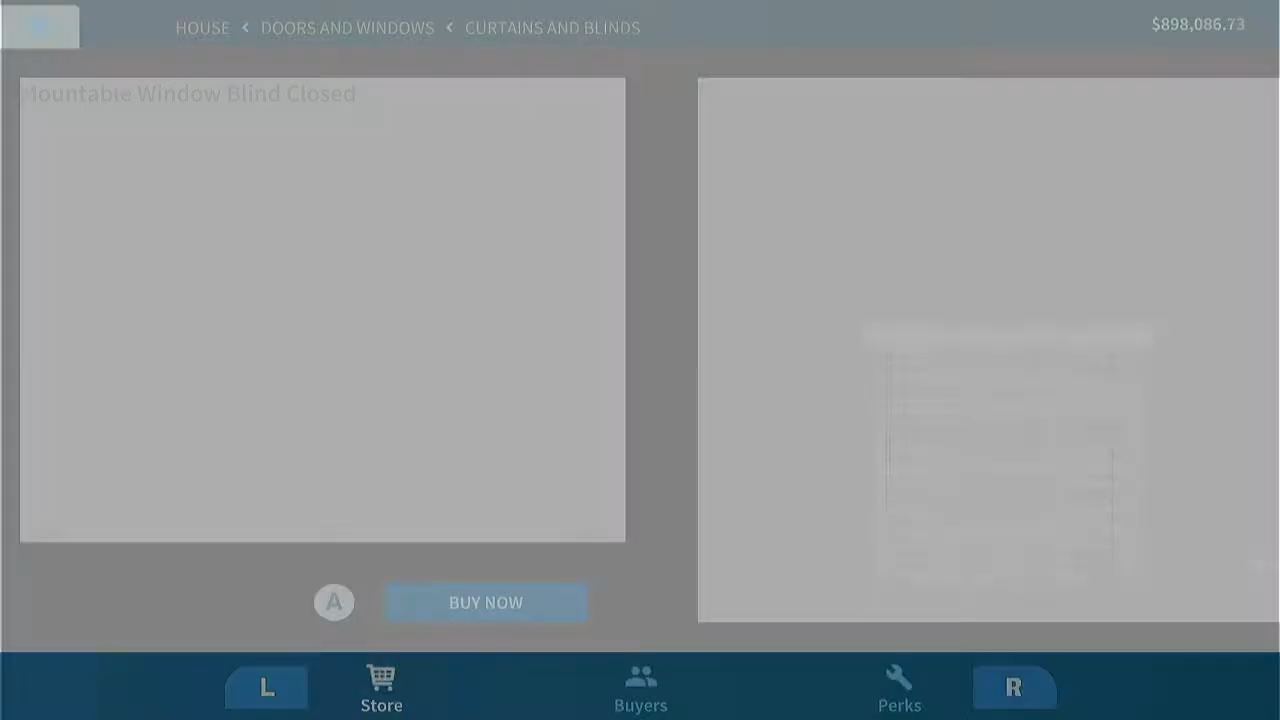 HOUSE < DOORS AND WINDOWS < CURTAINS AND BLINDS
$898,086.73
Mountable Window Blind Closed
A BUY NOW
L Store Buyers Perks R